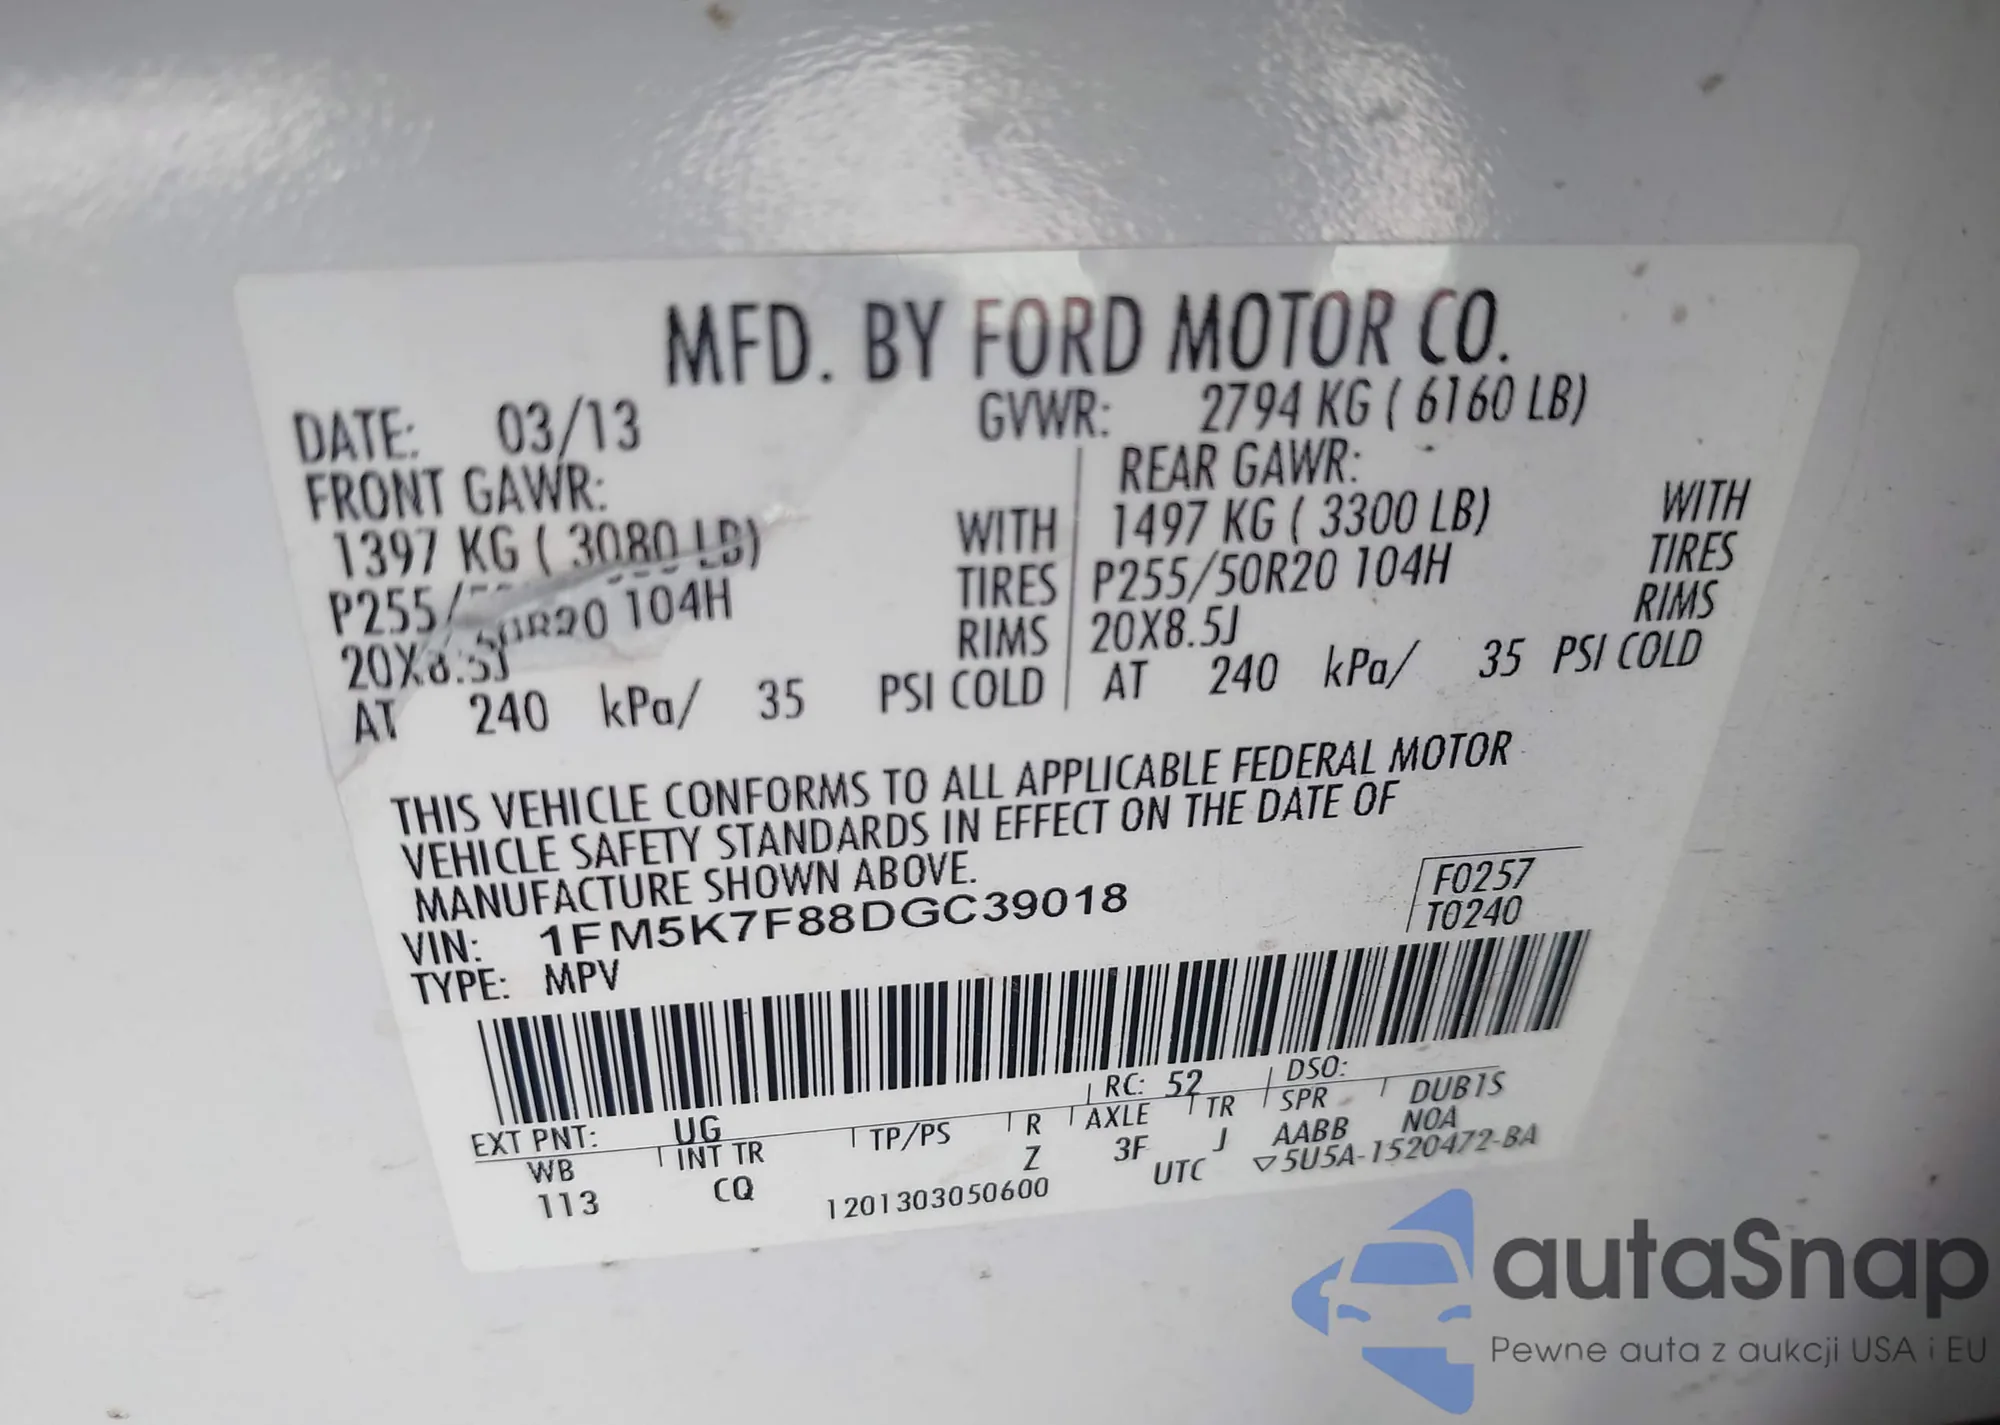 MFD. BY FORD MOTOR CO.
DATE: 03/13 GVWR: 2794 KG ( 6160 LB)
FRONT GAWR: REAR GAWR:
1397 KG ( 3080 LB) WITH 1497 KG ( 3300 LB) WITH
P255/50R20 104H TIRES P255/50R20 104H TIRES
20X8.5J RIMS 20X8.5J RIMS
AT 240 kPa/ 35 PSI COLD AT 240 kPa/ 35 PSI COLD
THIS VEHICLE CONFORMS TO ALL APPLICABLE FEDERAL MOTOR
VEHICLE SAFETY STANDARDS IN EFFECT ON THE DATE OF
MANUFACTURE SHOWN ABOVE.
VIN: 1FM5K7F88DGC39018
TYPE: MPV
F0257
T0240
EXT PNT: UG RC: 52 DSO:
WB INT TR TP/PS R AXLE TR SPR DUB1S
113 CQ Z 3F J AABB NOA
1201303050600 UTC ▽5U5A-1520472-BA
autaSnap
Pewne auta z aukcji USA i EU